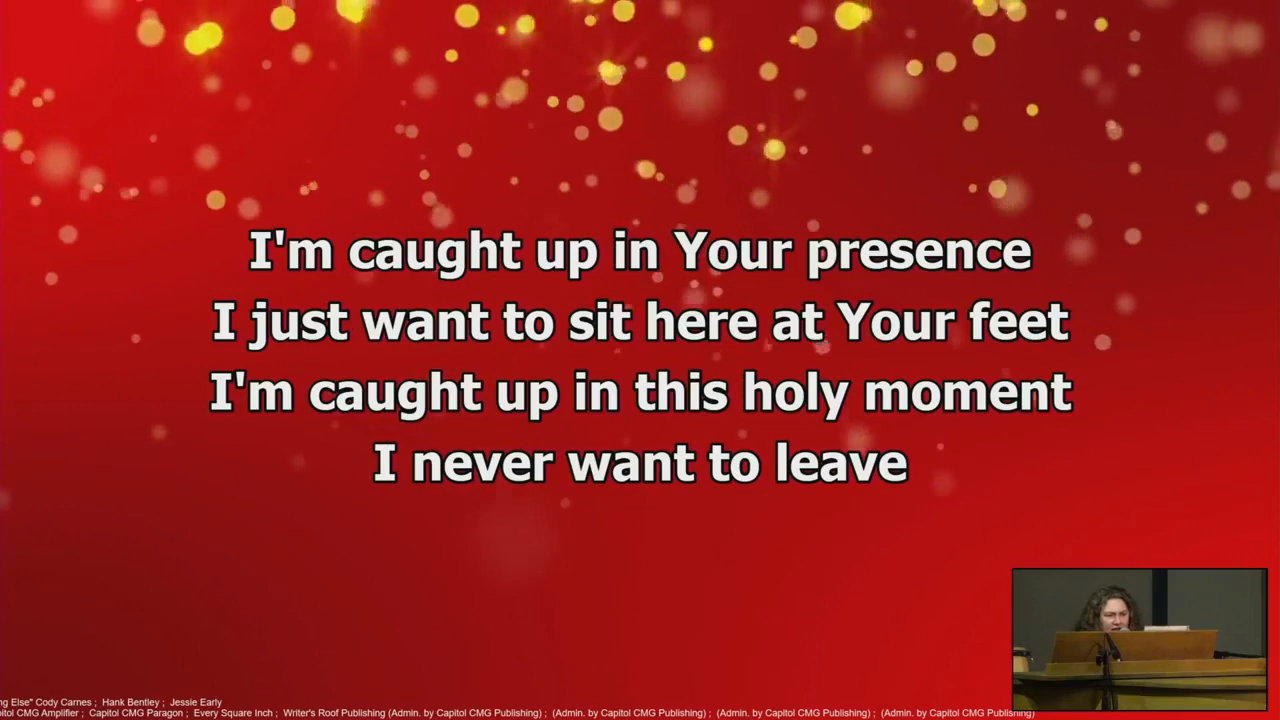 I'm caught up in Your presence
I just want to sit here at Your feet
I'm caught up in this holy moment
I never want to leave
ng Else" Cody Carnes ; Hank Bentley ; Jessie Early
itol CMG Amplifier ; Capitol CMG Paragon ; Every Square Inch ; Writer's Roof Publishing (Admin. by Capitol CMG Publishing) ; (Admin. by Capitol CMG Publishing) ; (Admin. by Capitol CMG Publishing) ; (Admin. by Capitol CMG Publishing)